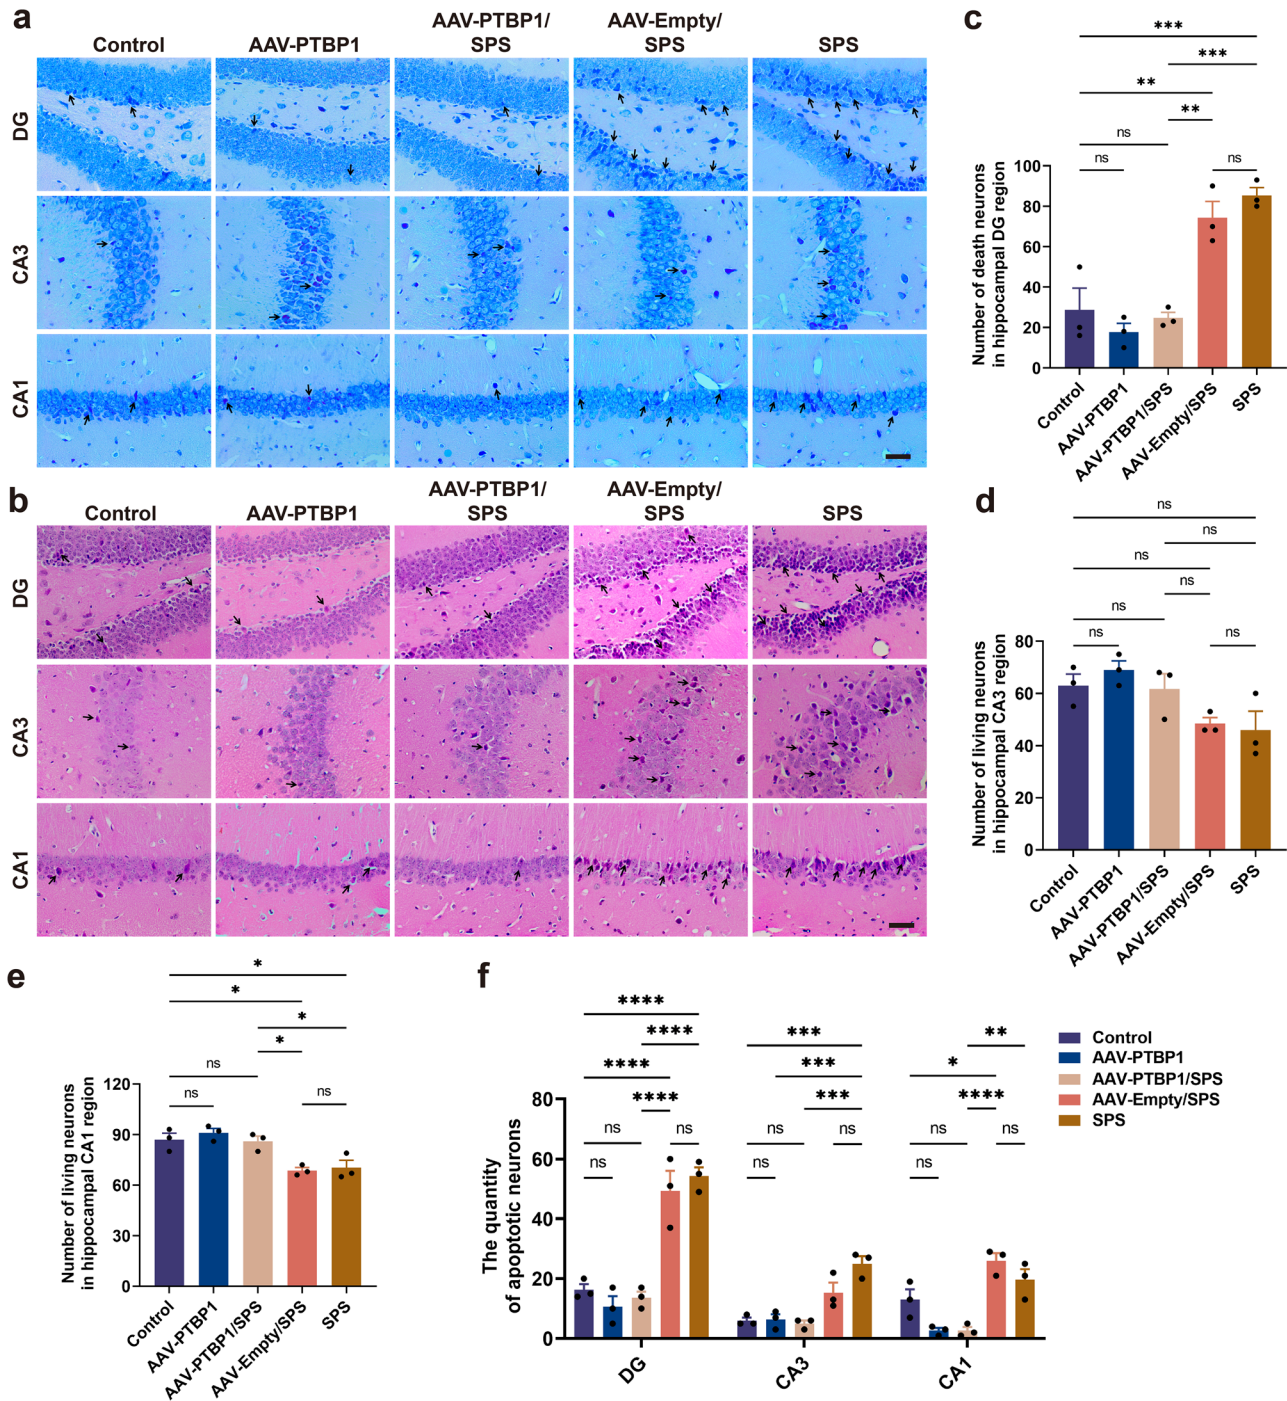 a
Control
AAV-PTBP1
AAV-PTBP1/
SPS
AAV-Empty/
SPS
SPS
DG
CA3
CA1
b
Control
AAV-PTBP1
AAV-PTBP1/
SPS
AAV-Empty/
SPS
SPS
DG
CA3
CA1
c
***
***
**
**
ns
ns
ns
Number of death neurons
in hippocampal DG region
100
80
60
40
20
0
Control
AAV-PTBP1
AAV-PTBP1/SPS
AAV-Empty/SPS
SPS
d
ns
ns
ns
ns
ns
ns
ns
Number of living neurons
in hippocampal CA3 region
80
60
40
20
0
Control
AAV-PTBP1
AAV-PTBP1/SPS
AAV-Empty/SPS
SPS
e
*
*
*
*
ns
ns
ns
Number of living neurons
in hippocampal CA1 region
120
90
60
30
0
Control
AAV-PTBP1
AAV-PTBP1/SPS
AAV-Empty/SPS
SPS
f
****
****
****
****
ns
ns
ns
***
***
***
ns
ns
ns
**
*
****
ns
ns
ns
The quantity
of apoptotic neurons
80
60
40
20
0
DG
CA3
CA1
Control
AAV-PTBP1
AAV-PTBP1/SPS
AAV-Empty/SPS
SPS